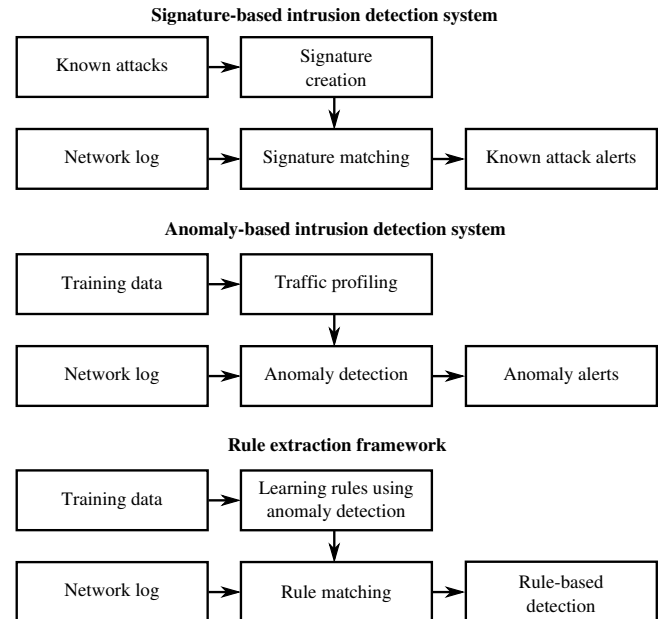 Signature-based intrusion detection system
Known attacks
Signature
creation
Network log
Signature matching
Known attack alerts
Anomaly-based intrusion detection system
Training data
Traffic profiling
Network log
Anomaly detection
Anomaly alerts
Rule extraction framework
Training data
Learning rules using
anomaly detection
Network log
Rule matching
Rule-based
detection